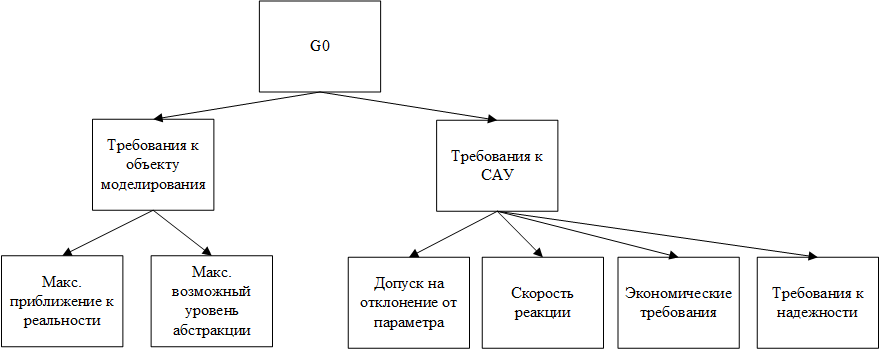 G0
Требования к
объекту
моделирования
Требования к
САУ
Макс.
приближение к
реальности
Макс.
возможный
уровень
абстракции
Допуск на
отклонение от
параметра
Скорость
реакции
Экономические
требования
Требования к
надежности